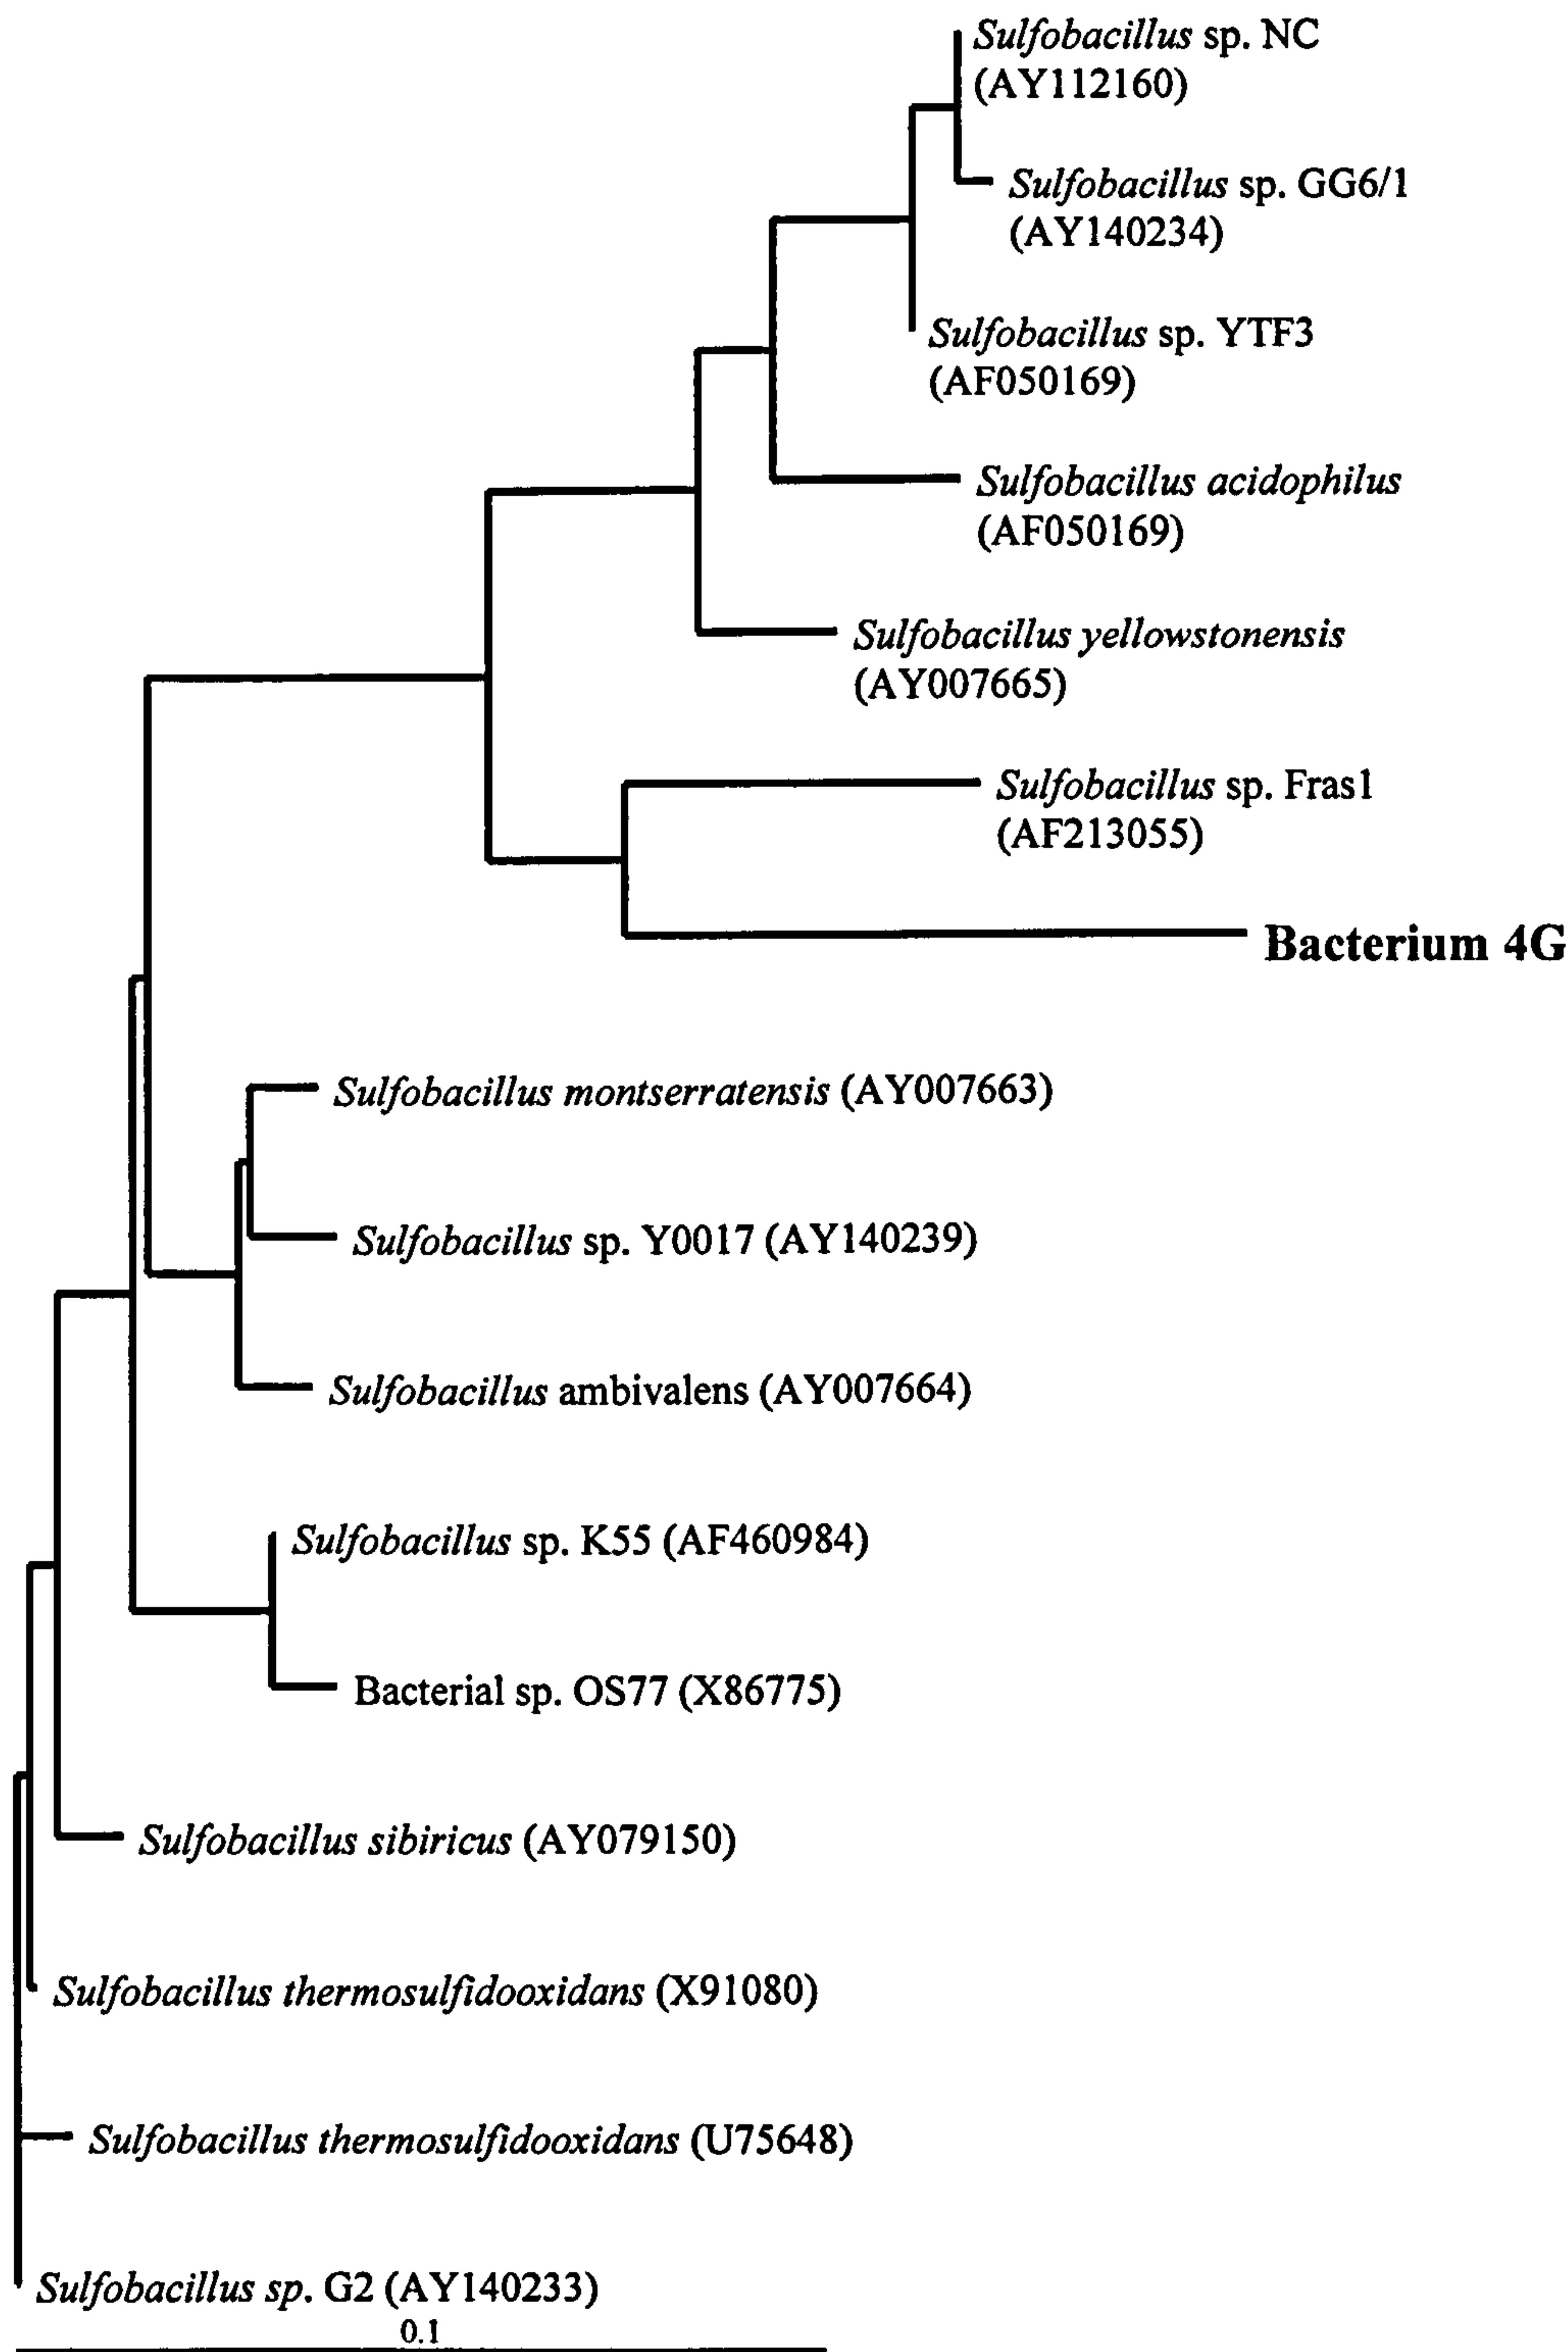 Sulfobacillus sp. NC
(AY112160)
Sulfobacillus sp. GG6/1
(AY140234)
Sulfobacillus sp. YTF3
(AF050169)
Sulfobacillus acidophilus
(AF050169)
Sulfobacillus yellowstonensis
(AY007665)
Sulfobacillus sp. Fras1
(AF213055)
Bacterium 4G
Sulfobacillus montserratensis (AY007663)
Sulfobacillus sp. Y0017 (AY140239)
Sulfobacillus ambivalens (AY007664)
Sulfobacillus sp. K55 (AF460984)
Bacterial sp. OS77 (X86775)
Sulfobacillus sibiricus (AY079150)
Sulfobacillus thermosulfidooxidans (X91080)
Sulfobacillus thermosulfidooxidans (U75648)
Sulfobacillus sp. G2 (AY140233)
0.1